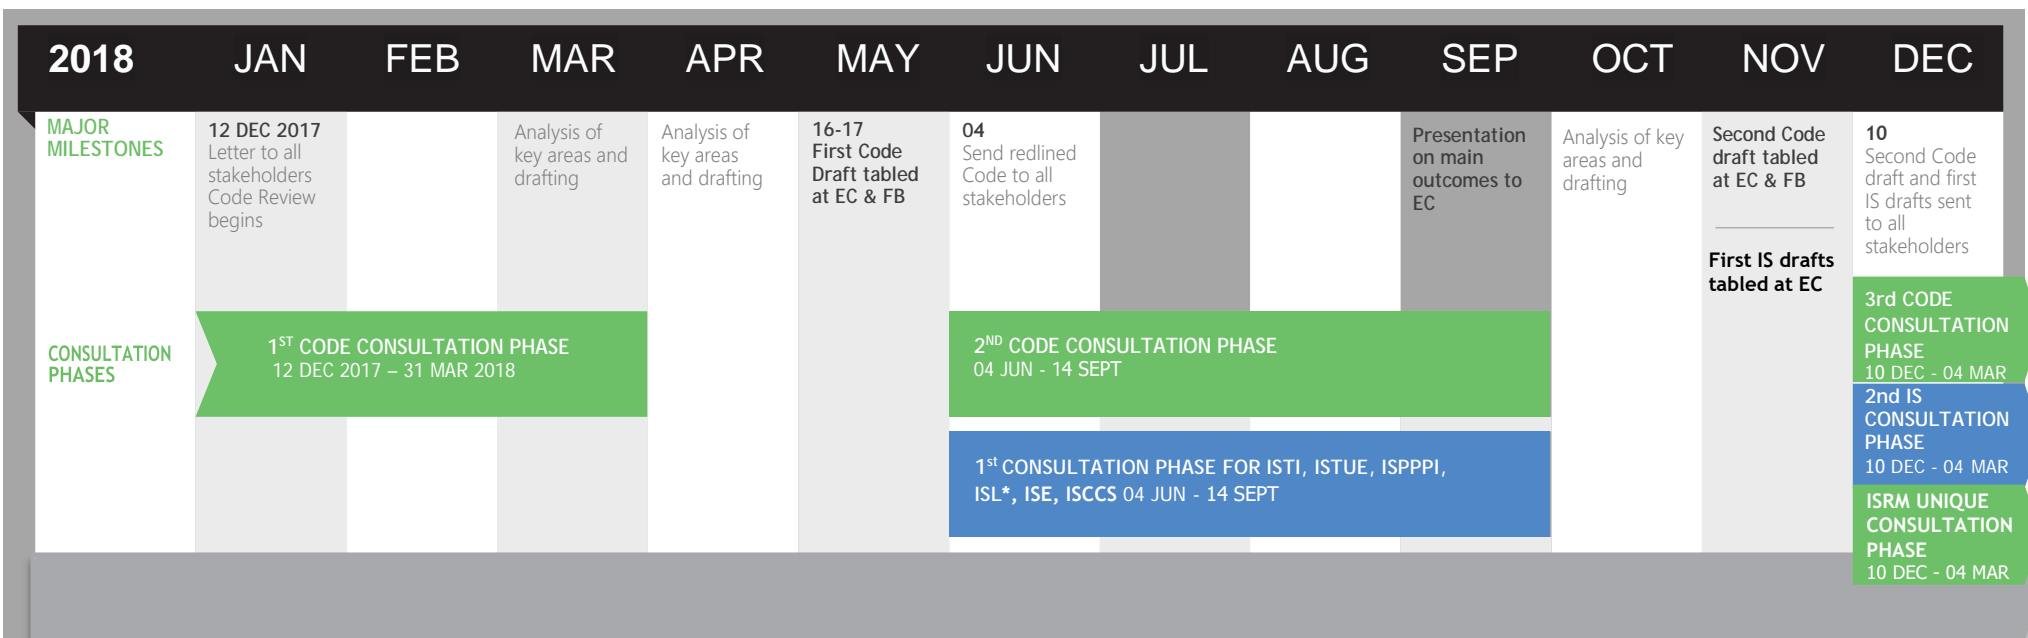 2018 JAN FEB MAR APR MAY JUN JUL AUG SEP OCT NOV DEC
MAJOR
MILESTONES
12 DEC 2017
Letter to all
stakeholders
Code Review
begins
Analysis of
key areas and
drafting
Analysis of
key areas
and drafting
16-17
First Code
Draft tabled
at EC & FB
04
Send redlined
Code to all
stakeholders
Presentation
on main
outcomes to
EC
Analysis of key
areas and
drafting
Second Code
draft tabled
at EC & FB
First IS drafts
tabled at EC
10
Second Code
draft and first
IS drafts sent
to all
stakeholders
CONSULTATION
PHASES
1ST CODE CONSULTATION PHASE
12 DEC 2017 – 31 MAR 2018
2ND CODE CONSULTATION PHASE
04 JUN - 14 SEPT
1st CONSULTATION PHASE FOR ISTI, ISTUE, ISPPPI,
ISL*, ISE, ISCCS 04 JUN - 14 SEPT
3rd CODE
CONSULTATION
PHASE
10 DEC - 04 MAR
2nd IS
CONSULTATION
PHASE
10 DEC - 04 MAR
ISRM UNIQUE
CONSULTATION
PHASE
10 DEC - 04 MAR